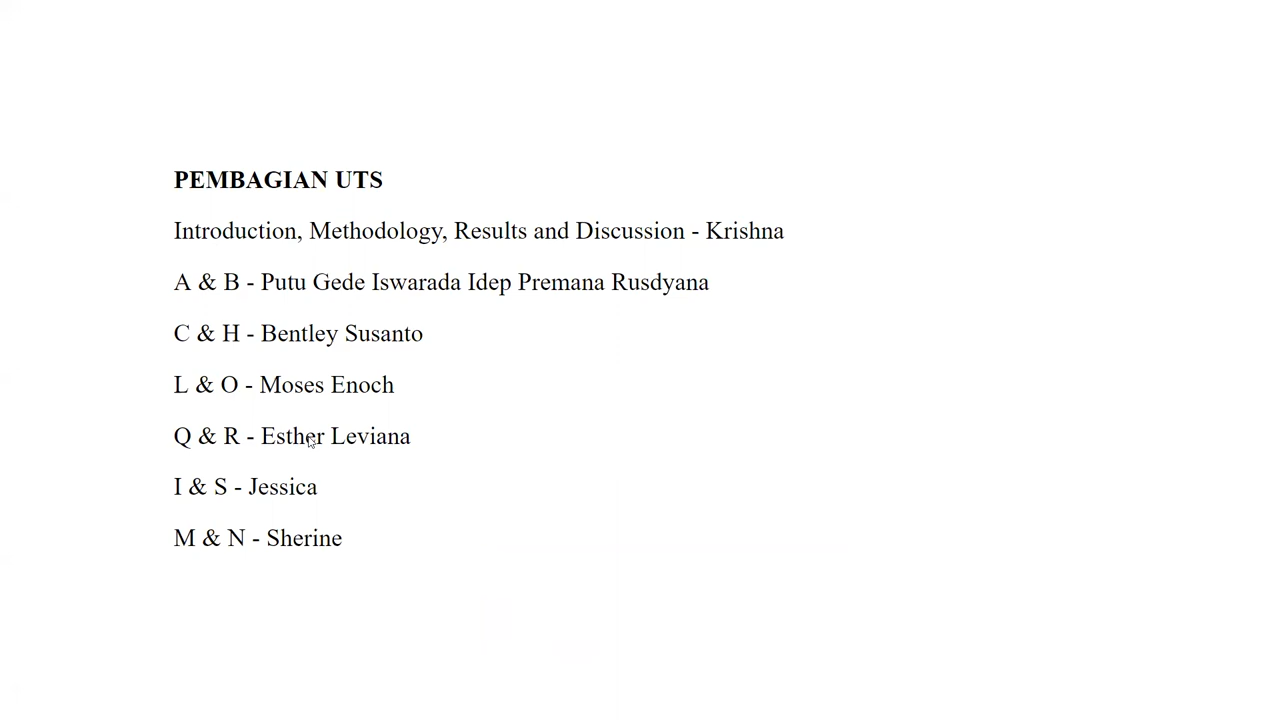 PEMBAGIAN UTS
Introduction, Methodology, Results and Discussion - Krishna
A & B - Putu Gede Iswarada Idep Premana Rusdyana
C & H - Bentley Susanto
L & O - Moses Enoch
Q & R - Esther Leviana
I & S - Jessica
M & N - Sherine